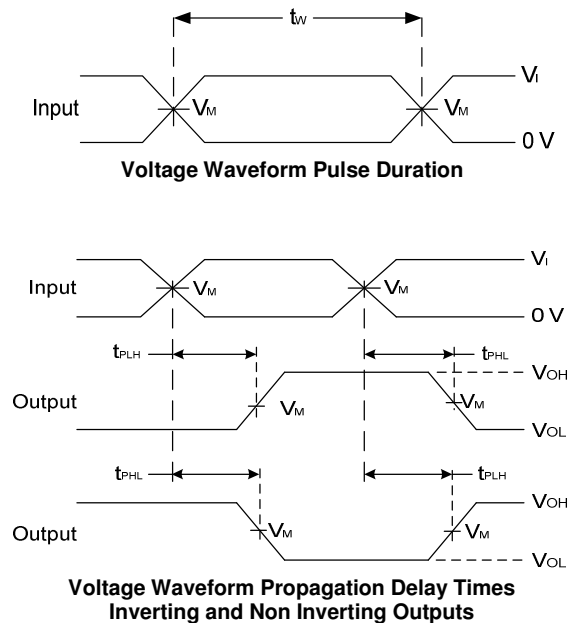 tW
VI
Input
VM
VM
0 V
Voltage Waveform Pulse Duration
VI
Input
VM
VM
0 V
tPLH
tPHL
VOH
Output
VM
VM
VOL
tPHL
tPLH
VOH
Output
VM
VM
VOL
Voltage Waveform Propagation Delay Times
Inverting and Non Inverting Outputs